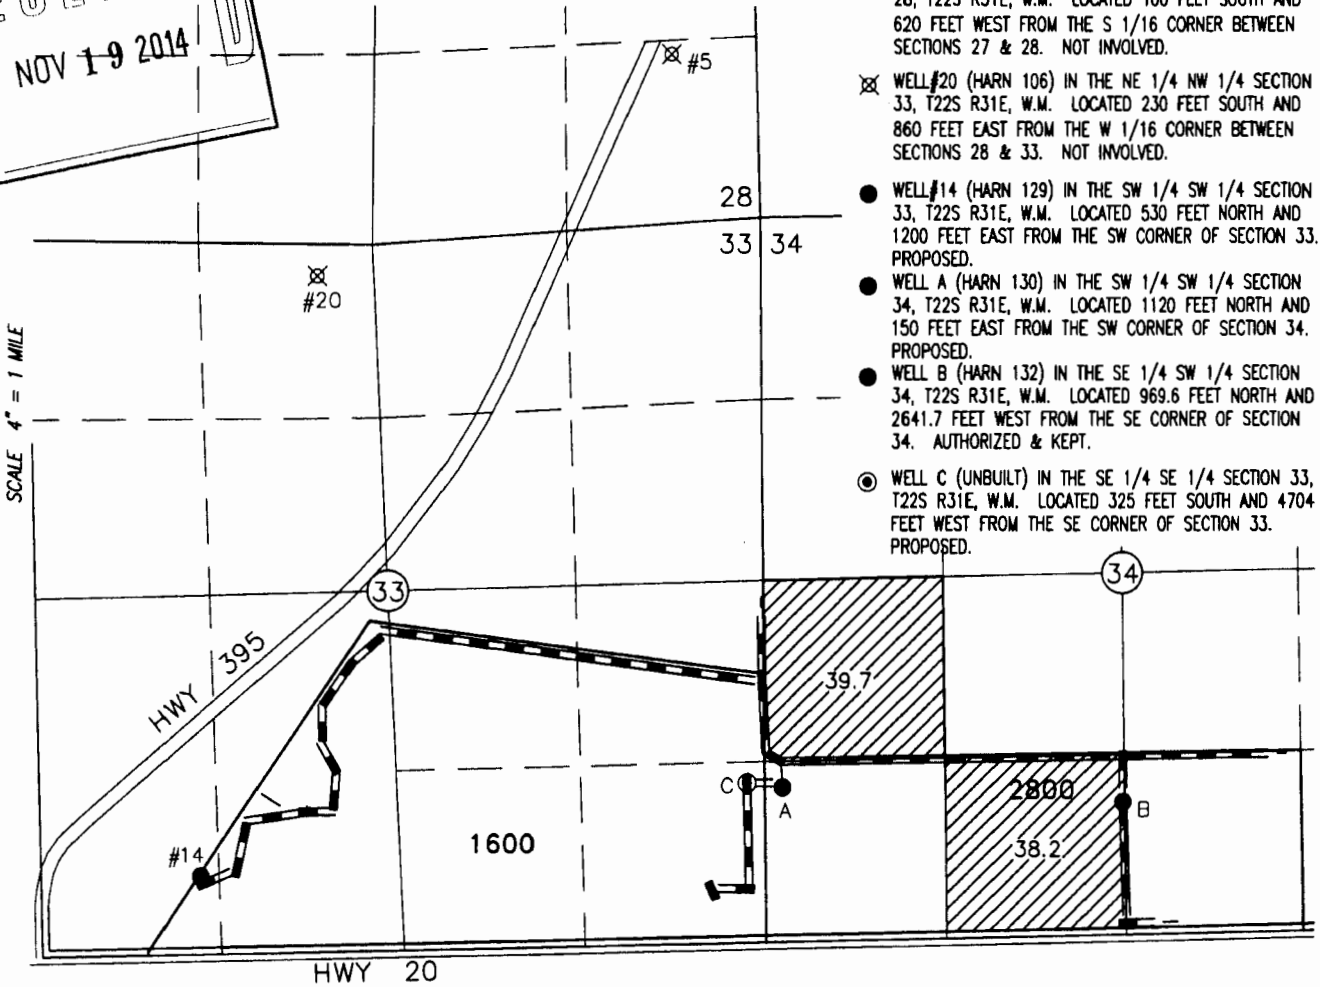 NOV 19 2014
28, T22S R31E, W.M. LOCATED 100 FEET SOUTH AND
620 FEET WEST FROM THE S 1/16 CORNER BETWEEN
SECTIONS 27 & 28. NOT INVOLVED.
WELL#20 (HARN 106) IN THE NE 1/4 NW 1/4 SECTION
33, T22S R31E, W.M. LOCATED 230 FEET SOUTH AND
860 FEET EAST FROM THE W 1/16 CORNER BETWEEN
SECTIONS 28 & 33. NOT INVOLVED.
WELL#14 (HARN 129) IN THE SW 1/4 SW 1/4 SECTION
33, T22S R31E, W.M. LOCATED 530 FEET NORTH AND
1200 FEET EAST FROM THE SW CORNER OF SECTION 33.
PROPOSED.
WELL A (HARN 130) IN THE SW 1/4 SW 1/4 SECTION
34, T22S R31E, W.M. LOCATED 1120 FEET NORTH AND
150 FEET EAST FROM THE SW CORNER OF SECTION 34.
PROPOSED.
WELL B (HARN 132) IN THE SE 1/4 SW 1/4 SECTION
34, T22S R31E, W.M. LOCATED 969.6 FEET NORTH AND
2641.7 FEET WEST FROM THE SE CORNER OF SECTION
34. AUTHORIZED & KEPT.
WELL C (UNBUILT) IN THE SE 1/4 SE 1/4 SECTION 33,
T22S R31E, W.M. LOCATED 325 FEET SOUTH AND 4704
FEET WEST FROM THE SE CORNER OF SECTION 33.
PROPOSED.
#5
28
33 34
#20
SCALE 4" = 1 MILE
33
34
HWY 395
39.7
C
A
2800
B
38.2
#14
1600
HWY 20